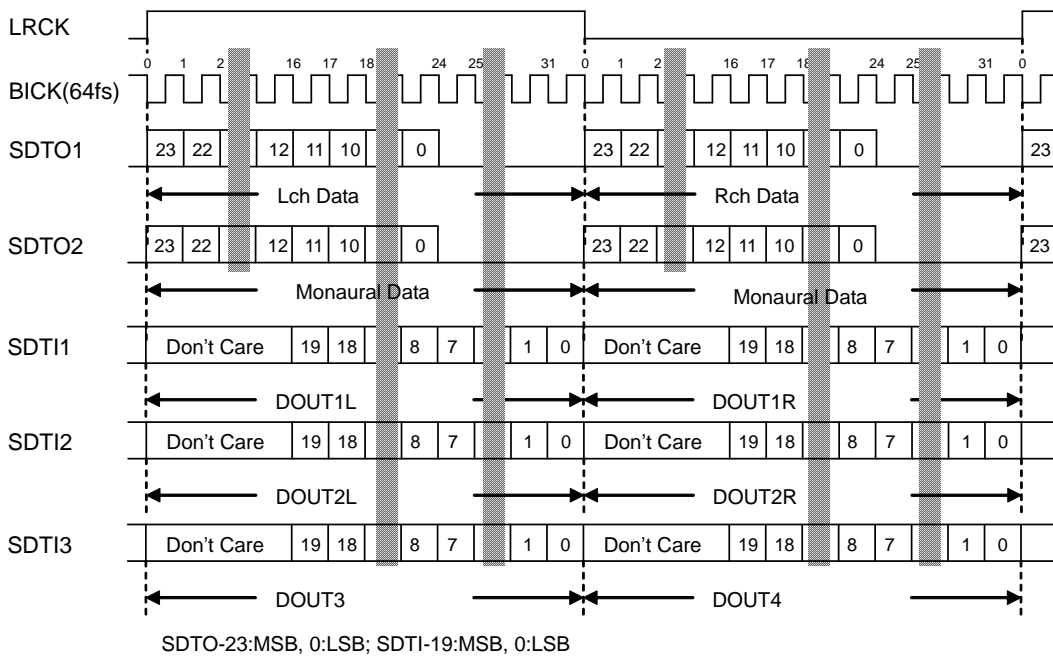 LRCK
0 1 2 16 17 18 24 25 31 0 1 2 16 17 18 24 25 31 0
BICK(64fs)
SDTO1 23 22 12 11 10 0 23 22 12 11 10 0 23
Lch Data Rch Data
SDTO2 23 22 12 11 10 0 23 22 12 11 10 0 23
Monaural Data Monaural Data
SDTI1 Don't Care 19 18 8 7 1 0 Don't Care 19 18 8 7 1 0
DOUT1L DOUT1R
SDTI2 Don't Care 19 18 8 7 1 0 Don't Care 19 18 8 7 1 0
DOUT2L DOUT2R
SDTI3 Don't Care 19 18 8 7 1 0 Don't Care 19 18 8 7 1 0
DOUT3 DOUT4
SDTO-23:MSB, 0:LSB; SDTI-19:MSB, 0:LSB